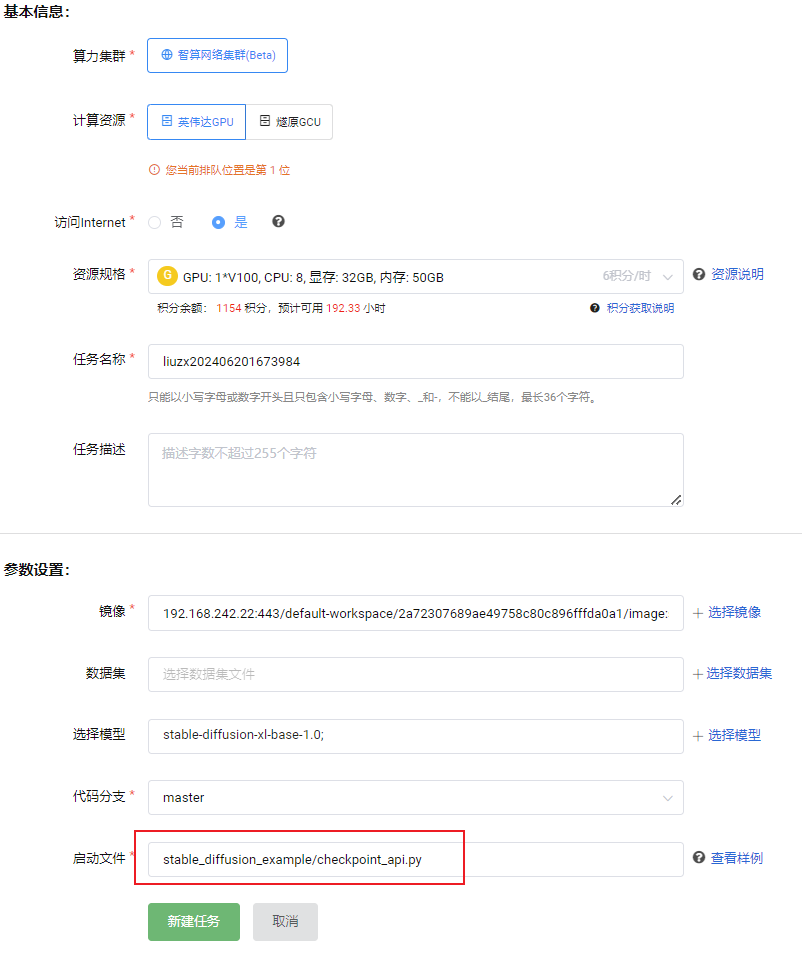 基本信息：
算力集群 * 智算网络集群(Beta)
计算资源 * 英伟达GPU 燧原GCU
您当前排队位置是第 1 位
访问Internet * 否 是 ?
资源规格 * G GPU: 1*V100, CPU: 8, 显存: 32GB, 内存: 50GB 6积分/时 ? 资源说明
积分余额： 1154 积分，预计可用 192.33 小时 ? 积分获取说明
任务名称 * liuzx202406201673984
只能以小写字母或数字开头且只包含小写字母、数字、_和-，不能以_结尾，最长36个字符。
任务描述 描述字数不超过255个字符
参数设置：
镜像 * 192.168.242.22:443/default-workspace/2a72307689ae49758c80c896fffda0a1/image: + 选择镜像
数据集 选择数据集文件 + 选择数据集
选择模型 stable-diffusion-xl-base-1.0; + 选择模型
代码分支 * master
启动文件 * stable_diffusion_example/checkpoint_api.py ? 查看样例
新建任务 取消